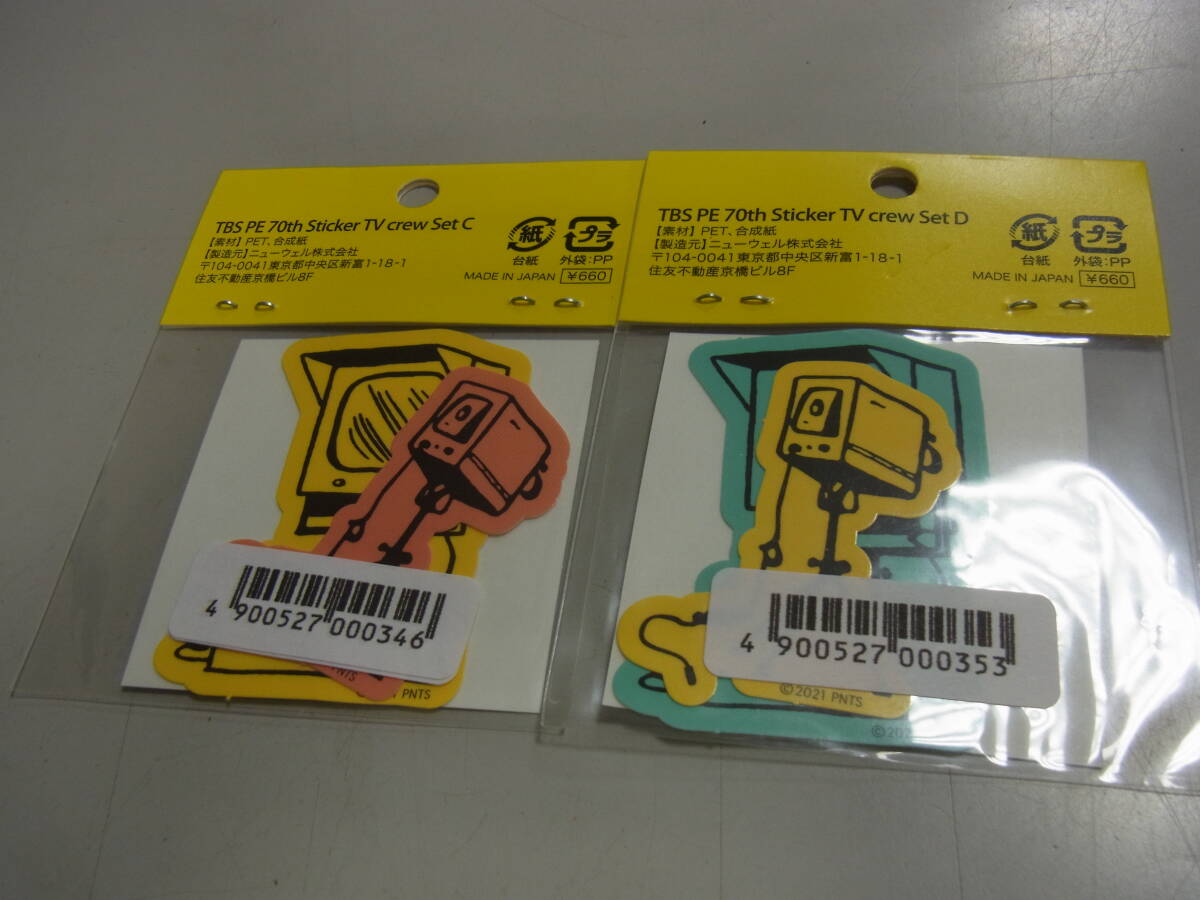 TBS PE 70th Sticker TV crew Set C
【素材】PET、合成紙
【製造元】ニューウェル株式会社
〒104-0041東京都中央区新富1-18-1
住友不動産京橋ビル8F
紙
台紙
プラ
外袋:PP
MADE IN JAPAN ¥660
4 900527 000346
PNTS
PNTS
TBS PE 70th Sticker TV crew Set D
【素材】PET、合成紙
【製造元】ニューウェル株式会社
〒104-0041東京都中央区新富1-18-1
住友不動産京橋ビル8F
紙
台紙
プラ
外袋:PP
MADE IN JAPAN ¥660
4 900527 000353
©2021 PNTS